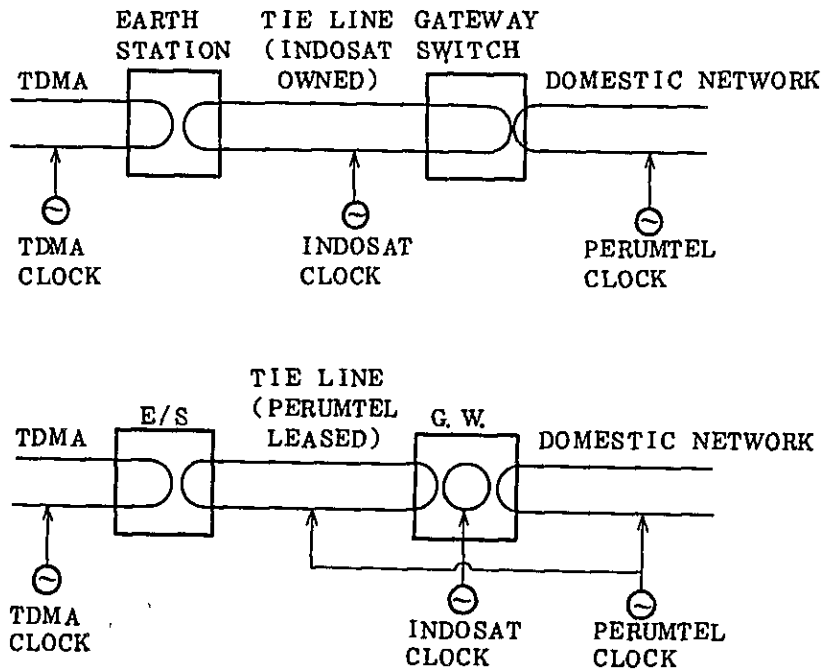 EARTH STATION
TIE LINE (INDOSAT OWNED)
GATEWAY SWITCH
TDMA
DOMESTIC NETWORK
TDMA CLOCK
INDOSAT CLOCK
PERUMTEL CLOCK
TIE LINE (PERUMTEL LEASED)
E/S
G. W.
TDMA
DOMESTIC NETWORK
TDMA CLOCK
INDOSAT CLOCK
PERUMTEL CLOCK